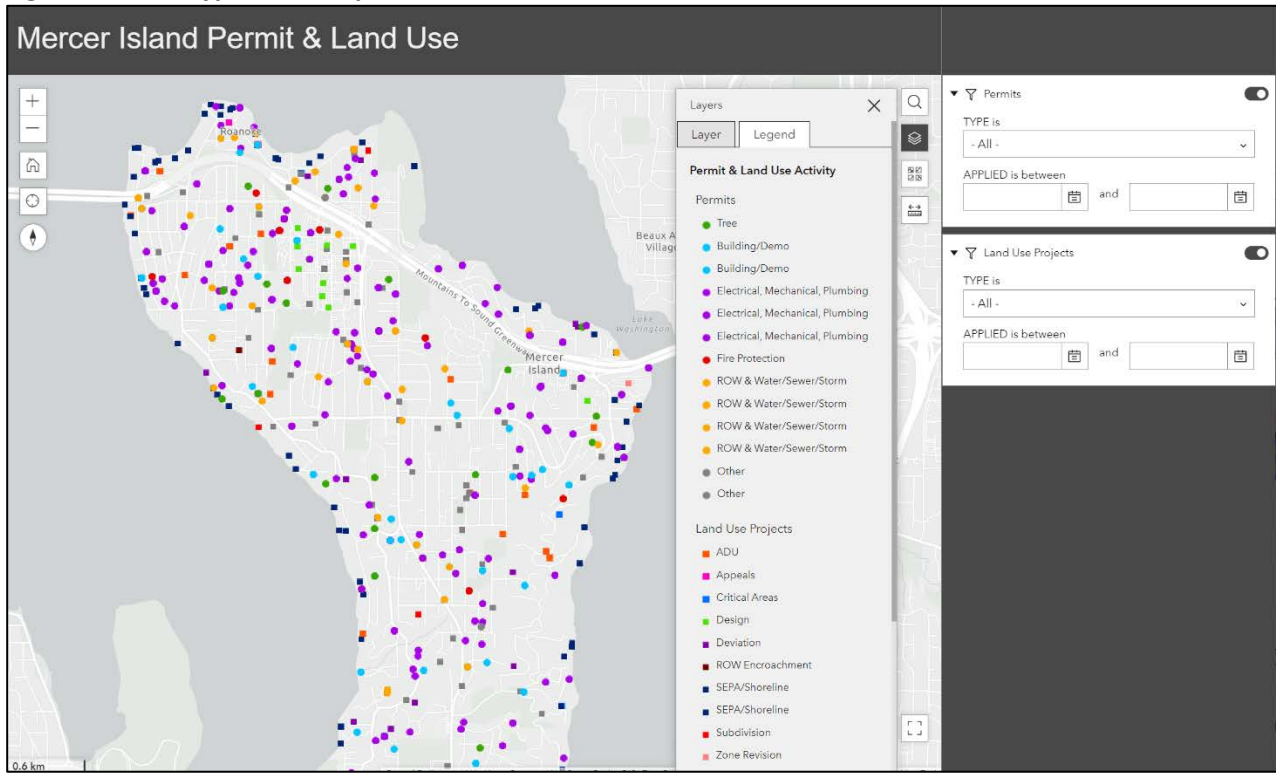 Mercer Island Permit & Land Use
Roanoke
Beaux A
Village
Mountains To Sound Greenway
Lake
Washington
Mercer
Island
0.6 km
Layers
Layer
Legend
Permit & Land Use Activity
Permits
Tree
Building/Demo
Building/Demo
Electrical, Mechanical, Plumbing
Electrical, Mechanical, Plumbing
Electrical, Mechanical, Plumbing
Fire Protection
ROW & Water/Sewer/Storm
ROW & Water/Sewer/Storm
ROW & Water/Sewer/Storm
ROW & Water/Sewer/Storm
Other
Other
Land Use Projects
ADU
Appeals
Critical Areas
Design
Deviation
ROW Encroachment
SEPA/Shoreline
SEPA/Shoreline
Subdivision
Zone Revision
Permits
TYPE is
- All -
APPLIED is between
and
Land Use Projects
TYPE is
- All -
APPLIED is between
and